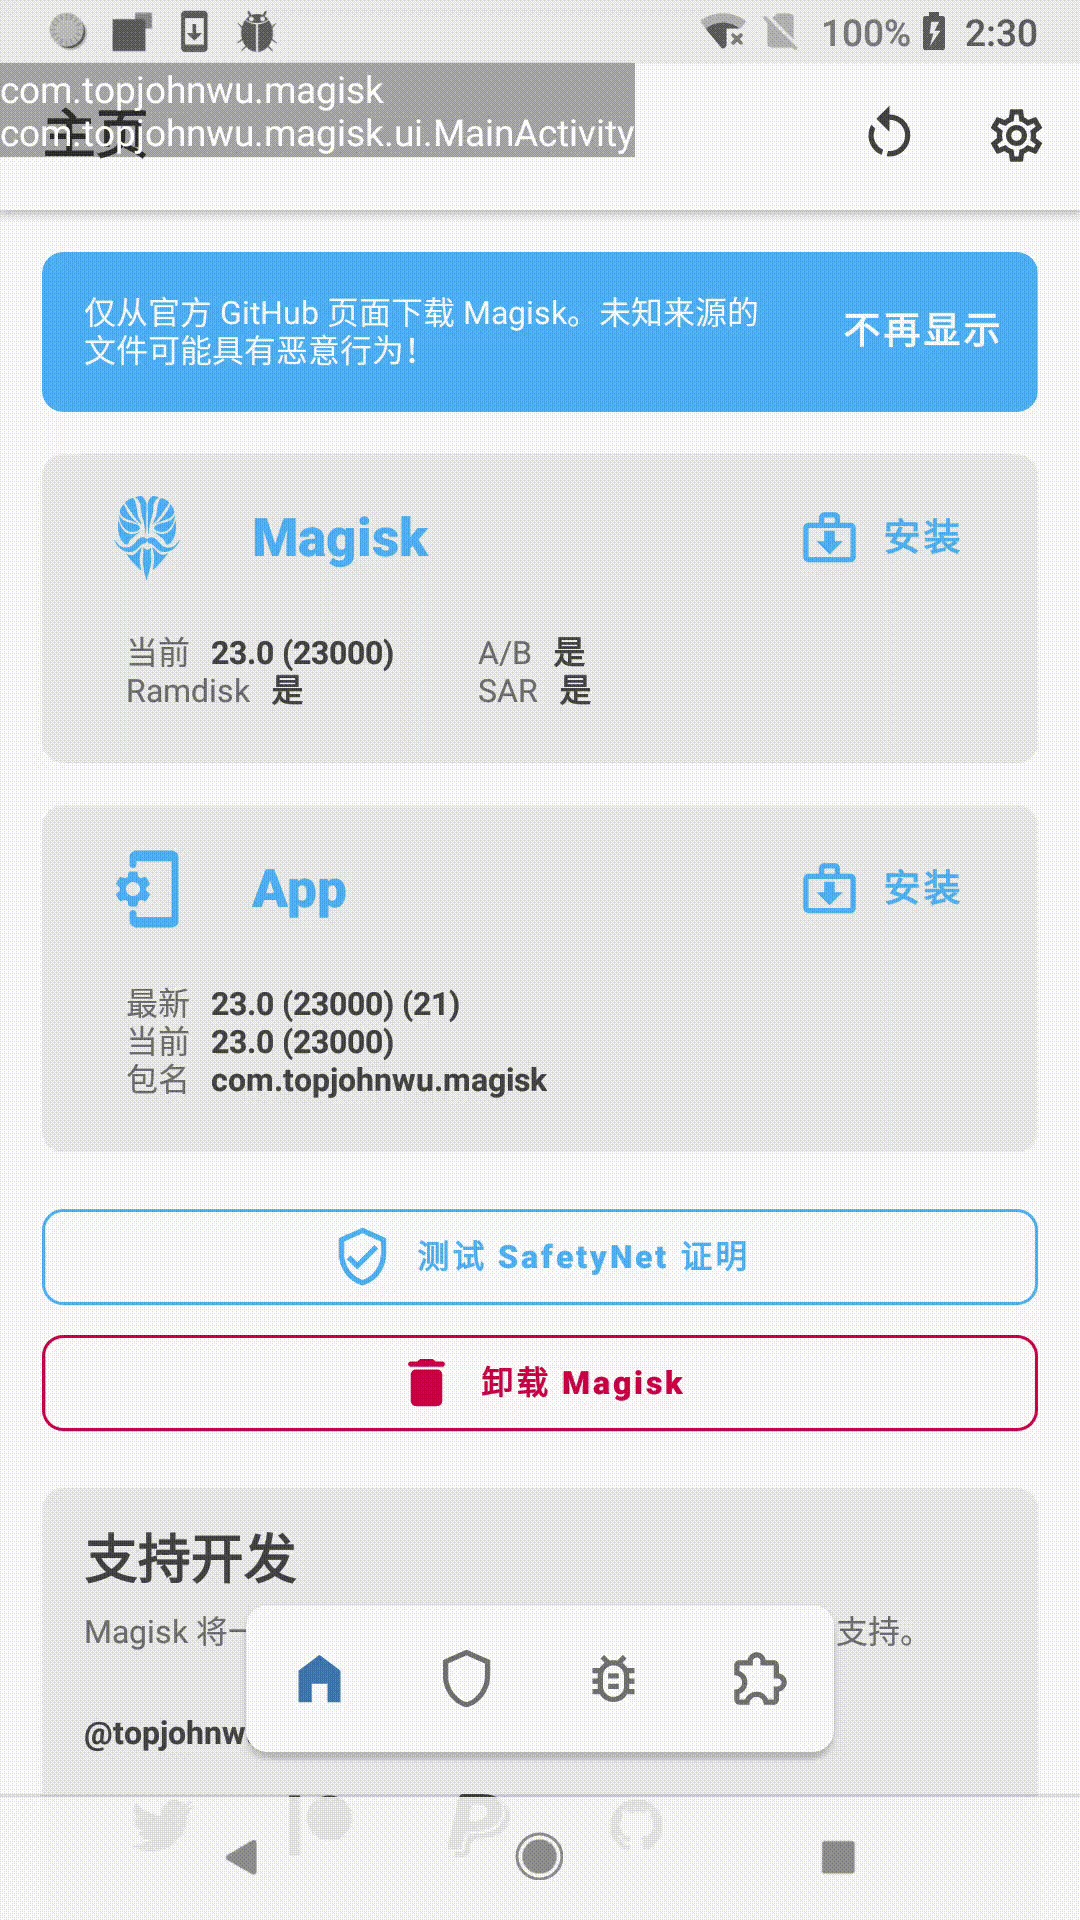 100% 2:30
com.topjohnwu.magisk
com.topjohnwu.magisk.ui.MainActivity
主页
仅从官方 GitHub 页面下载 Magisk。未知来源的
文件可能具有恶意行为！
不再显示
Magisk
安装
当前 23.0 (23000)
A/B 是
Ramdisk 是
SAR 是
App
安装
最新 23.0 (23000) (21)
当前 23.0 (23000)
包名 com.topjohnwu.magisk
测试 SafetyNet 证明
卸载 Magisk
支持开发
Magisk 将一
支持。
@topjohnw